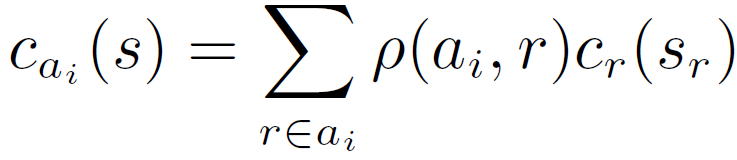 c_{a_i}(s) = \sum_{r \in a_i} \rho(a_i, r) c_r(s_r)